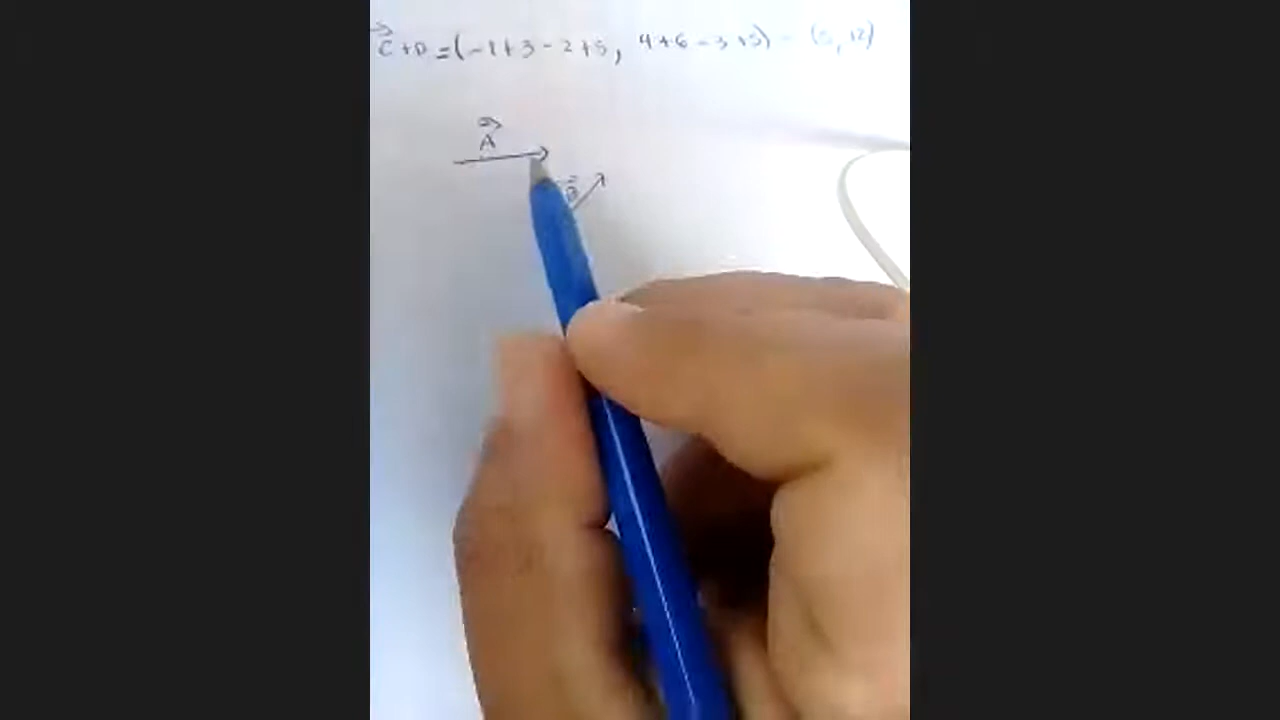 C+D=(-1+3-2+5, 4+6-3+5) = (5,12)
A
B